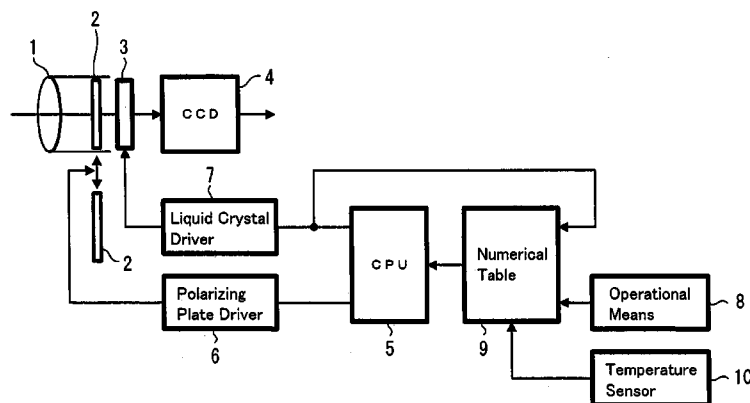 1
2
3
4
CCD
7
Liquid Crystal
Driver
2
Polarizing
Plate Driver
6
CPU
5
Numerical
Table
9
Operational
Means
8
Temperature
Sensor
10